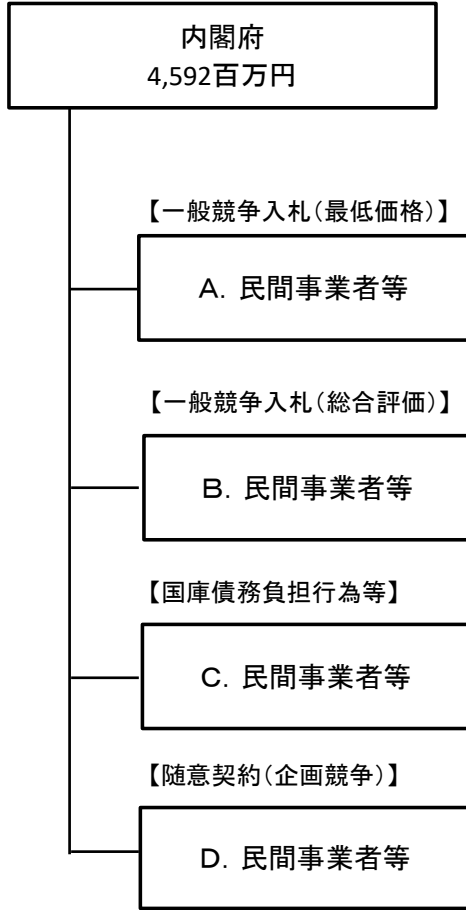 内閣府
4,592百万円
【一般競争入札（最低価格）】
A．民間事業者等
【一般競争入札（総合評価）】
B．民間事業者等
【国庫債務負担行為等】
C．民間事業者等
【随意契約（企画競争）】
D．民間事業者等